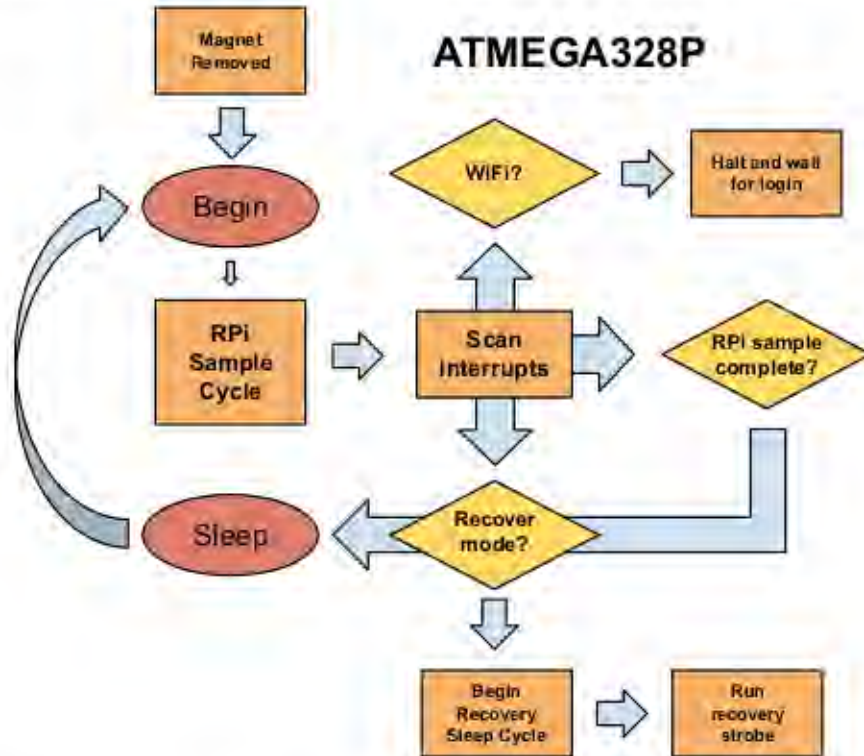 Magnet
Removed
ATMEGA328P
WiFi?
Halt and wait
for login
Begin
RPi
Sample
Cycle
Scan
interrupts
RPi sample
complete?
Sleep
Recover
mode?
Begin
Recovery
Sleep Cycle
Run
recovery
strobe